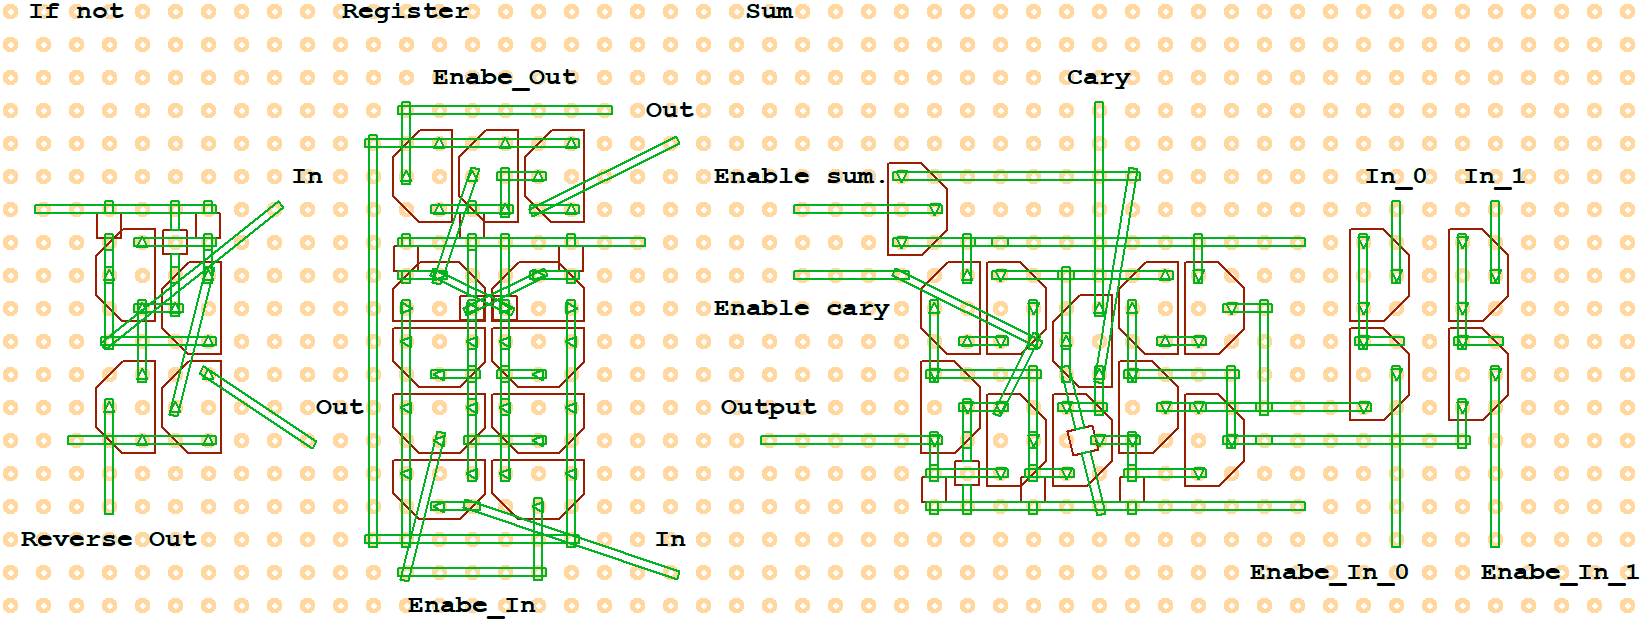 If not
Register
Sum
Enabe_Out
Cary
Out
In
Enable sum.
In_0
In_1
Enable cary
Out
Output
Reverse Out
In
Enabe_In_0
Enabe_In_1
Enabe_In